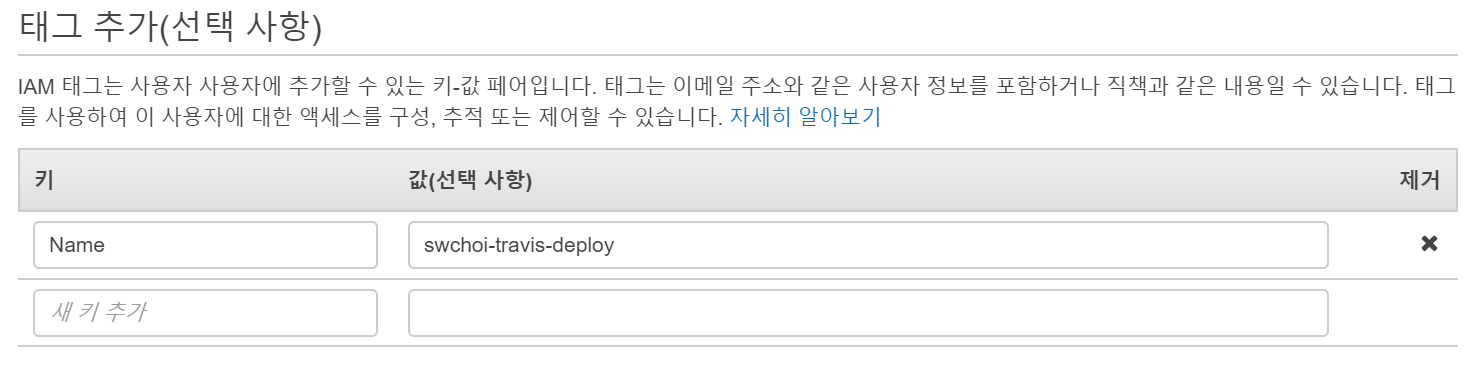 태그 추가(선택 사항)
IAM 태그는 사용자 사용자에 추가할 수 있는 키-값 페어입니다. 태그는 이메일 주소와 같은 사용자 정보를 포함하거나 직책과 같은 내용일 수 있습니다. 태그
를 사용하여 이 사용자에 대한 액세스를 구성, 추적 또는 제어할 수 있습니다. 자세히 알아보기
키 값(선택 사항) 제거
Name swchoi-travis-deploy ✖
새 키 추가